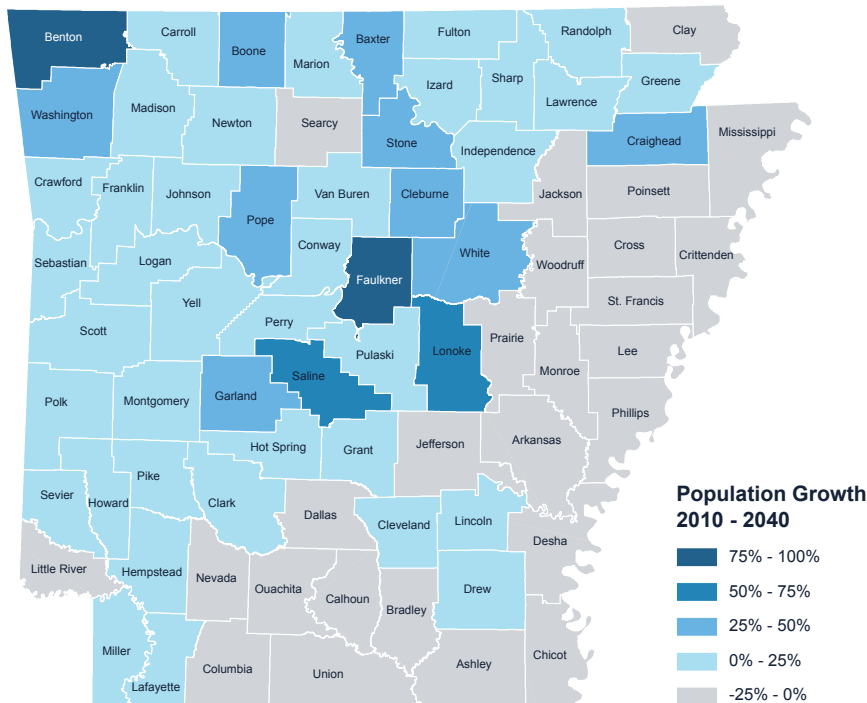 Benton
Carroll
Boone
Marion
Baxter
Fulton
Randolph
Clay
Izard
Sharp
Lawrence
Greene
Washington
Madison
Newton
Searcy
Stone
Independence
Craighead
Mississippi
Crawford
Franklin
Johnson
Pope
Van Buren
Cleburne
Jackson
Poinsett
Sebastian
Logan
Conway
Faulkner
White
Woodruff
Cross
Crittenden
Scott
Yell
Perry
Pulaski
Lonoke
Prairie
St. Francis
Monroe
Lee
Polk
Montgomery
Garland
Saline
Phillips
Hot Spring
Grant
Jefferson
Arkansas
Sevier
Howard
Pike
Clark
Dallas
Cleveland
Lincoln
Desha
Little River
Hempstead
Nevada
Ouachita
Calhoun
Bradley
Drew
Miller
Lafayette
Columbia
Union
Ashley
Chicot
Population Growth
2010 - 2040
75% - 100%
50% - 75%
25% - 50%
0% - 25%
-25% - 0%